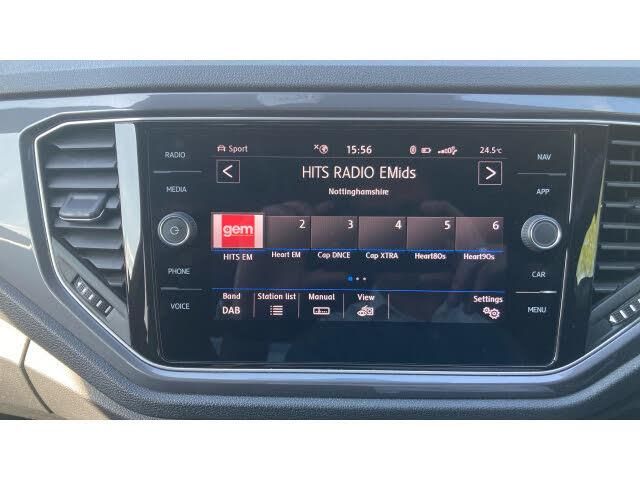 RADIO
MEDIA
PHONE
VOICE
Sport 15:56 24.5°C
< HITS RADIO EMids >
Nottinghamshire
gem 2 3 4 5 6
HITS EM Heart EM Cap DNCE Cap XTRA Heart80s Heart90s
Band Station list Manual View Settings
DAB
NAV
APP
CAR
MENU